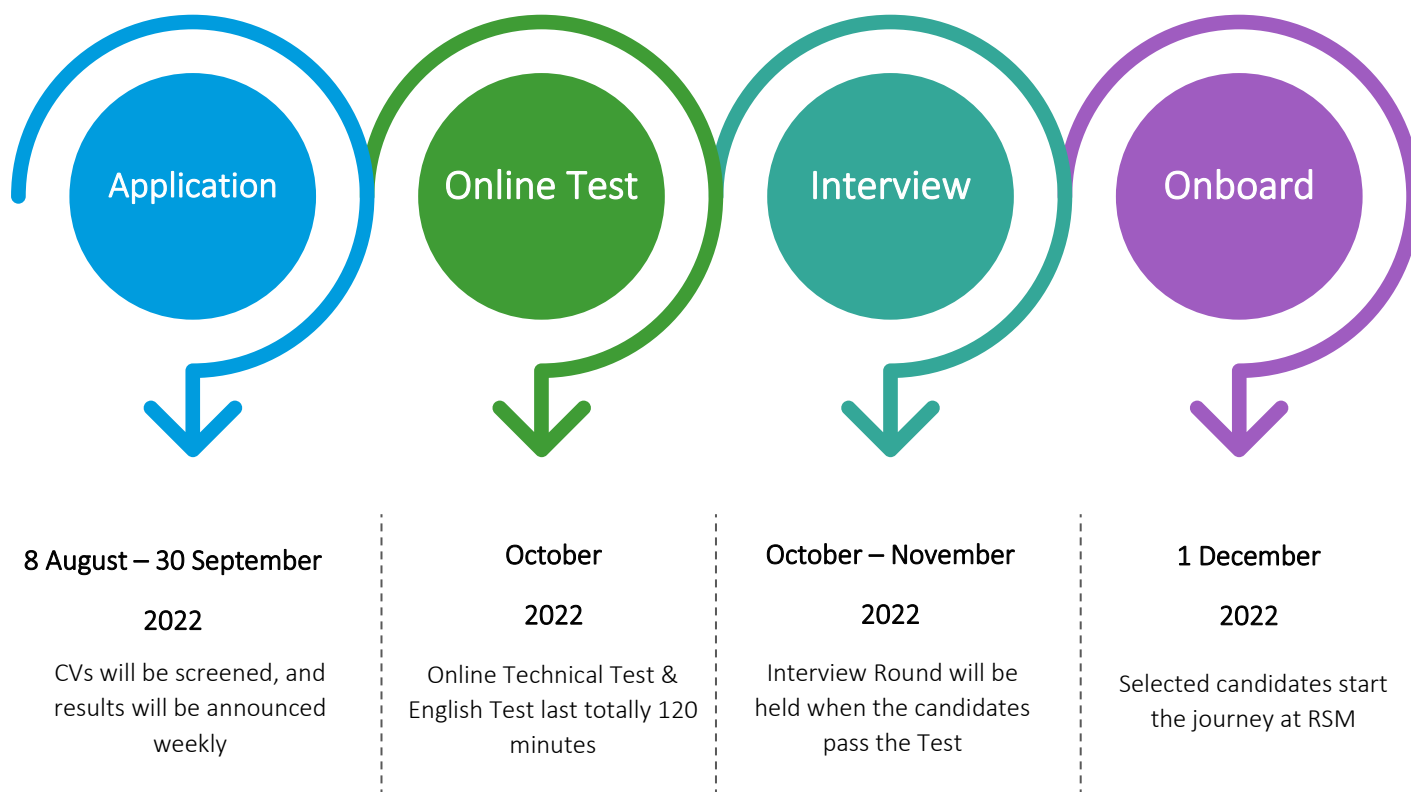 Application
Online Test
Interview
Onboard
8 August – 30 September
2022
CVs will be screened, and
results will be announced
weekly
October
2022
Online Technical Test &
English Test last totally 120
minutes
October – November
2022
Interview Round will be
held when the candidates
pass the Test
1 December
2022
Selected candidates start
the journey at RSM